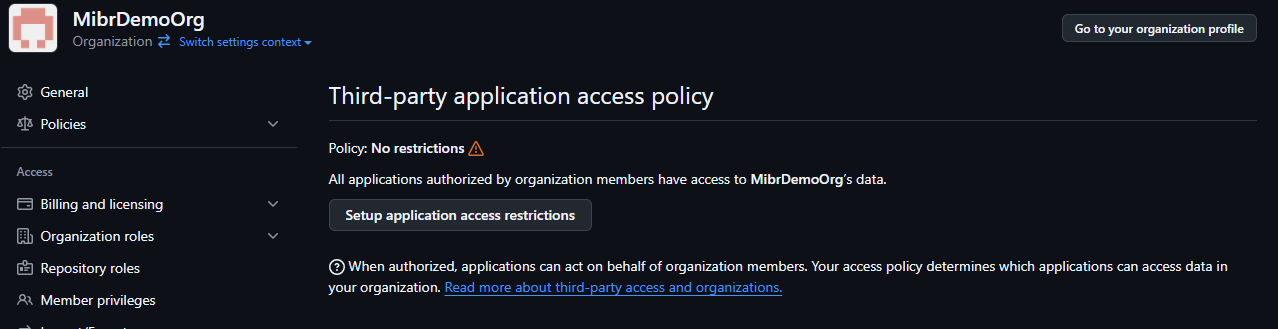 MibrDemoOrg
Organization Switch settings context
Go to your organization profile
General
Policies
Access
Billing and licensing
Organization roles
Repository roles
Member privileges
Third-party application access policy
Policy: No restrictions
All applications authorized by organization members have access to MibrDemoOrg's data.
Setup application access restrictions
When authorized, applications can act on behalf of organization members. Your access policy determines which applications can access data in
your organization. Read more about third-party access and organizations.